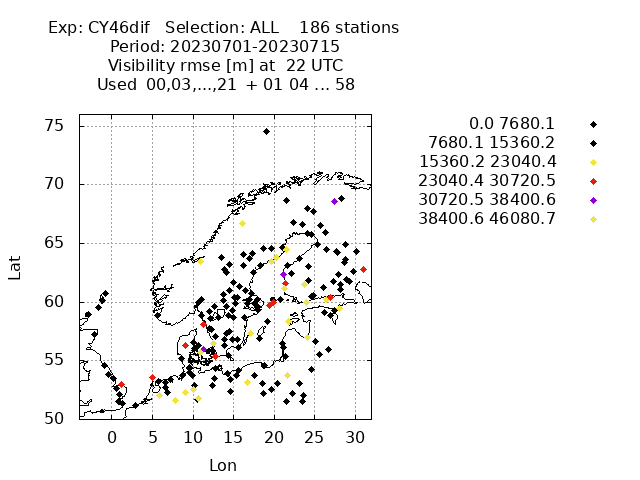 Exp: CY46dif Selection: ALL 186 stations
Period: 20230701-20230715
Visibility rmse [m] at 22 UTC
Used 00,03,...,21 + 01 04 ... 58
0.0 7680.1
7680.1 15360.2
15360.2 23040.4
23040.4 30720.5
30720.5 38400.6
38400.6 46080.7
75
70
65
60
55
50
Lat
0 5 10 15 20 25 30
Lon